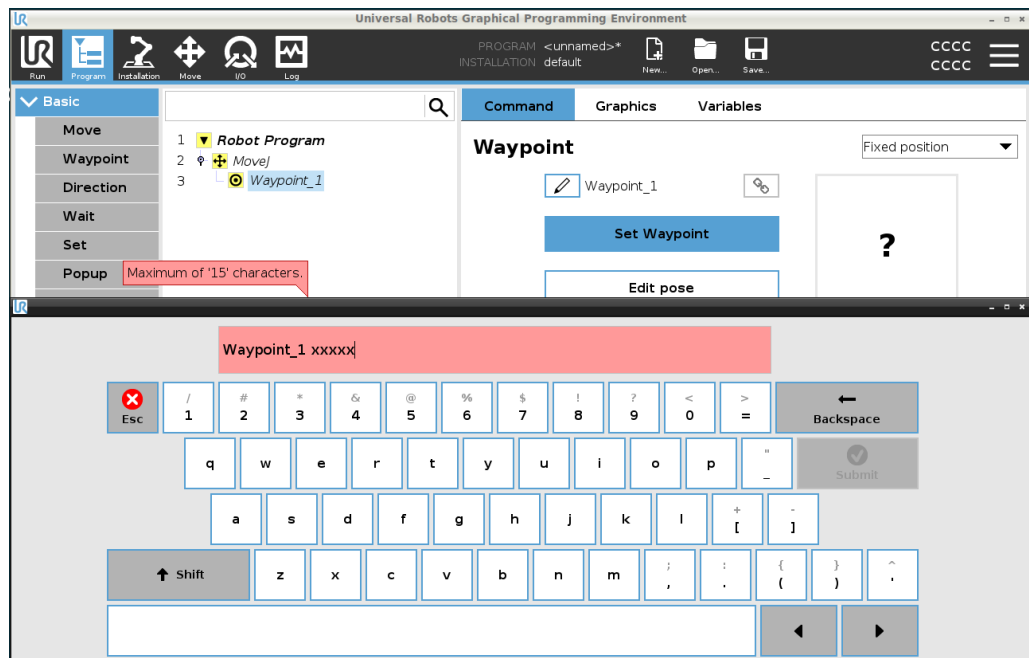 Universal Robots Graphical Programming Environment
PROGRAM <unnamed>*
INSTALLATION default
Run Program Installation Move I/O Log
New... Open... Save...
CCCC
CCCC
Basic
Move
Waypoint
Direction
Wait
Set
Popup
1 Robot Program
2 MoveJ
3 Waypoint_1
Command Graphics Variables
Waypoint
Fixed position
Waypoint_1
Set Waypoint
?
Edit pose
Maximum of '15' characters.
Waypoint_1 xxxxx
Esc
/ # * & @ % $ ! ? < >
1 2 3 4 5 6 7 8 9 0 =
Backspace
q w e r t y u i o p " _
Submit
a s d f g h j k l + [ - ]
Shift
z x c v b n m ; , : . { ( } ) ^ '